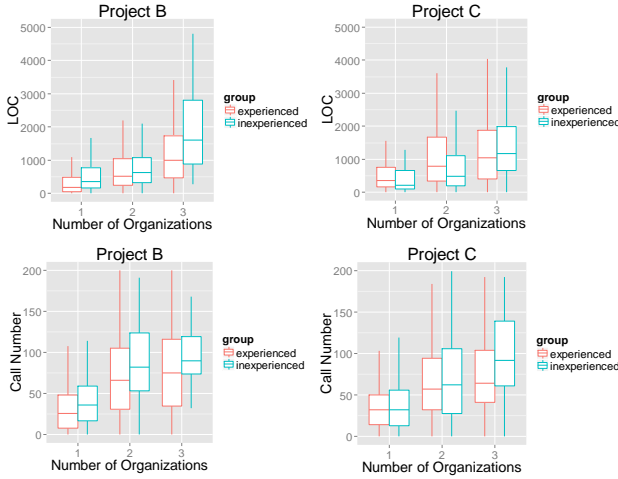 Project B
5000
4000
3000
2000
1000
0
LOC
1
2
3
Number of Organizations
group
experienced
inexperienced
Project C
5000
4000
3000
2000
1000
0
LOC
1
2
3
Number of Organizations
group
experienced
inexperienced
Project B
200
150
100
50
0
Call Number
1
2
3
Number of Organizations
group
experienced
inexperienced
Project C
200
150
100
50
0
Call Number
1
2
3
Number of Organizations
group
experienced
inexperienced